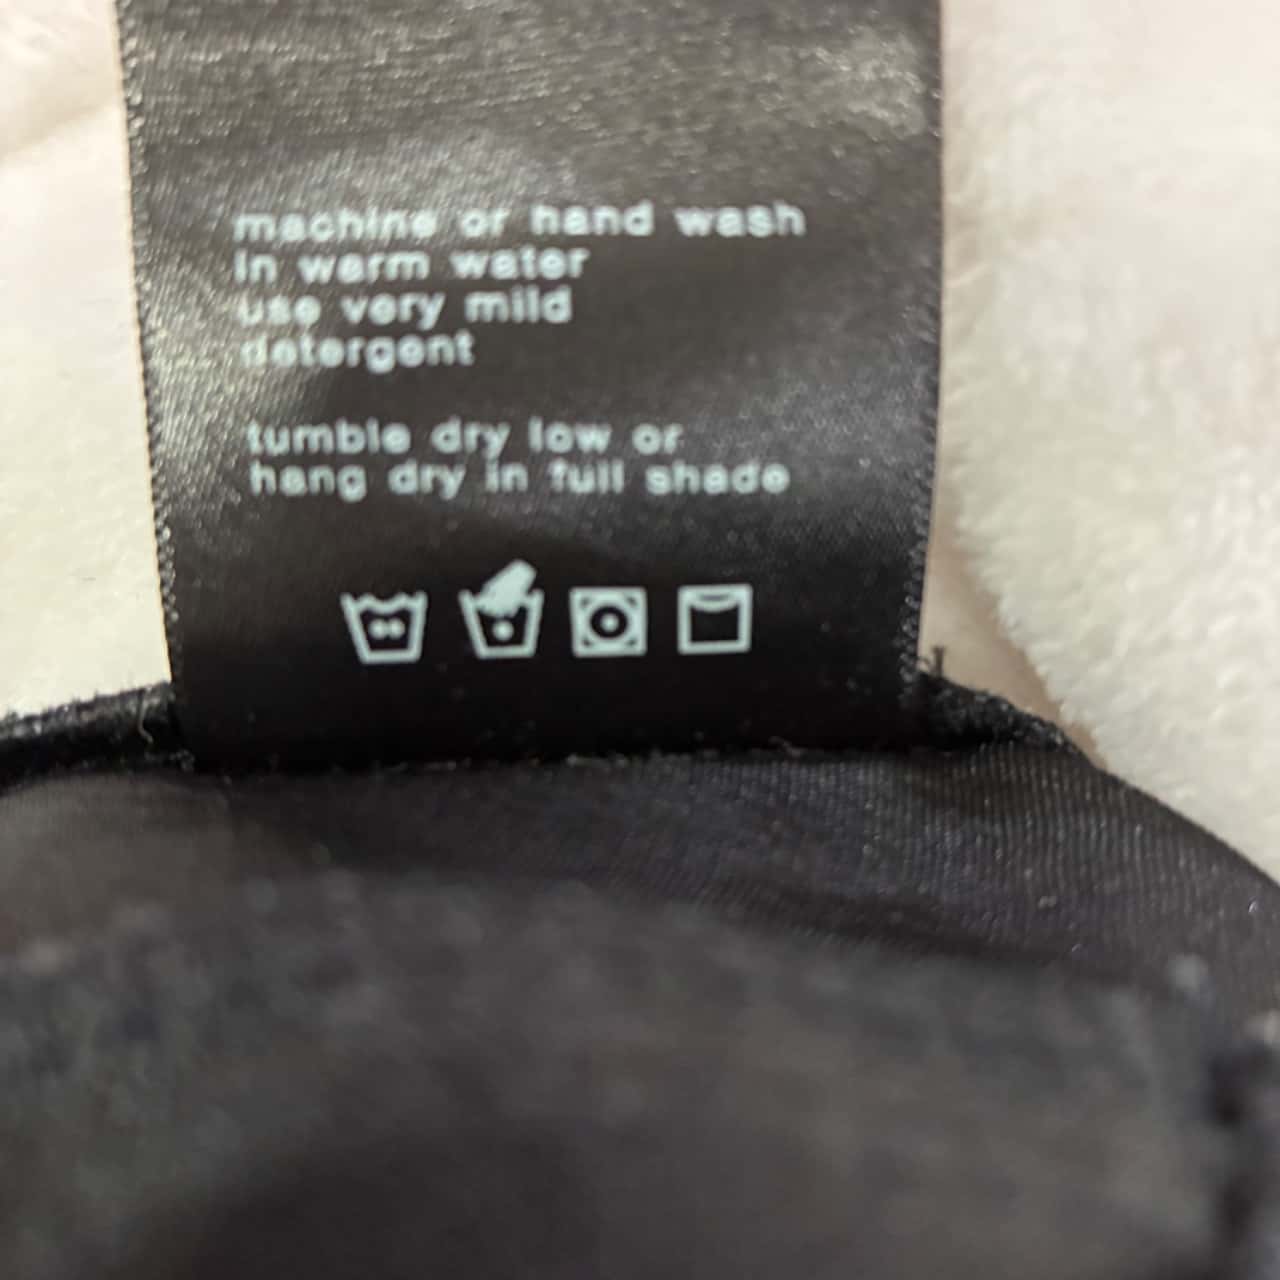 machine or hand wash
in warm water
use very mild
detergent
tumble dry low or
hang dry in full shade